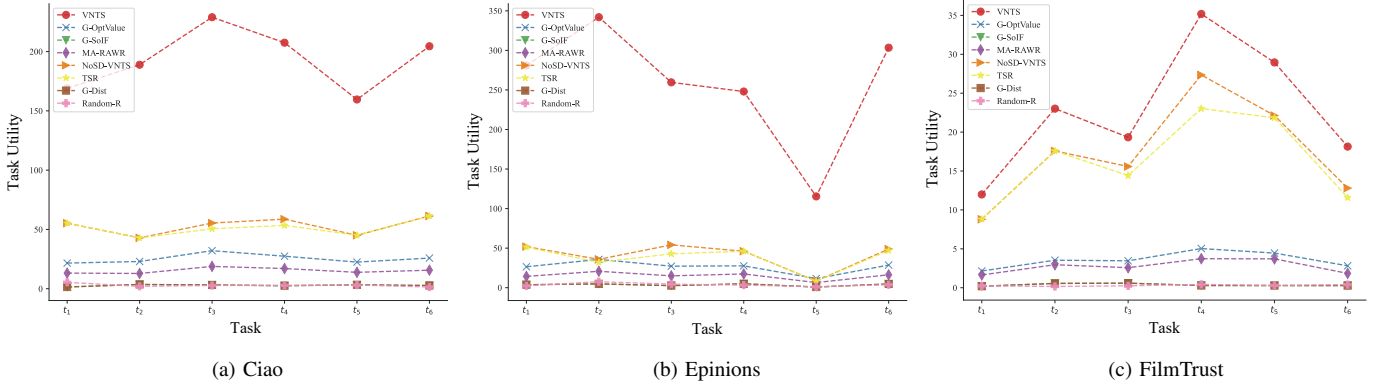 VNTS
G-OptValue
G-SoIF
MA-RAWR
NoSD-VNTS
TSR
G-Dist
Random-R
200
150
100
50
0
Task Utility
t1 t2 t3 t4 t5 t6
Task
(a) Ciao
VNTS
G-OptValue
G-SoIF
MA-RAWR
NoSD-VNTS
TSR
G-Dist
Random-R
350
300
250
200
150
100
50
0
Task Utility
t1 t2 t3 t4 t5 t6
Task
(b) Epinions
VNTS
G-OptValue
G-SoIF
MA-RAWR
NoSD-VNTS
TSR
G-Dist
Random-R
35
30
25
20
15
10
5
0
Task Utility
t1 t2 t3 t4 t5 t6
Task
(c) FilmTrust